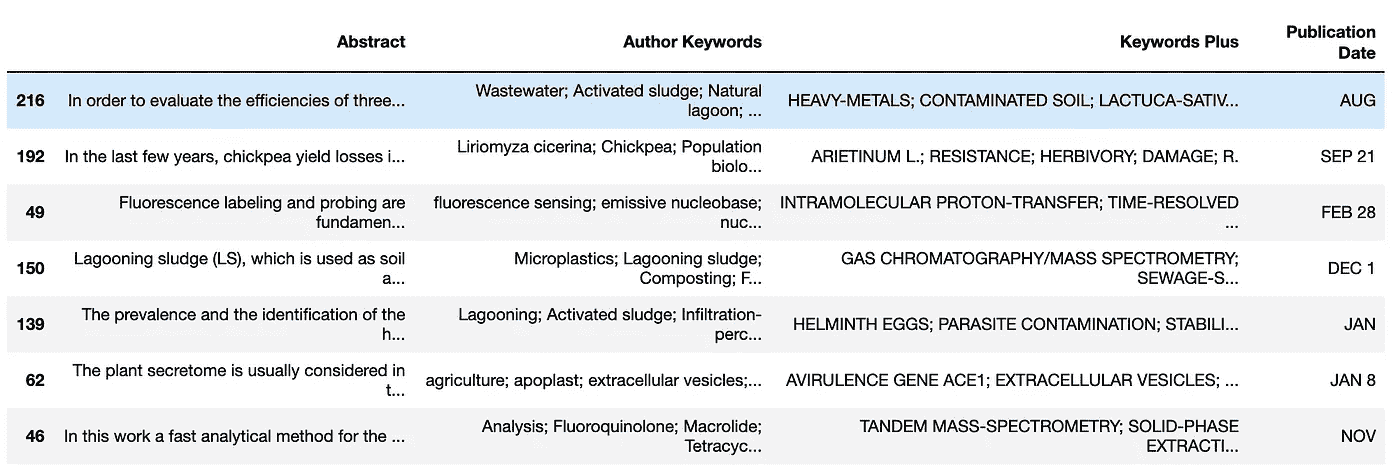 Abstract Author Keywords Keywords Plus Publication
Date
216 In order to evaluate the efficiencies of three... Wastewater; Activated sludge; Natural
lagoon; ... HEAVY-METALS; CONTAMINATED SOIL; LACTUCA-SATIV... AUG
192 In the last few years, chickpea yield losses i... Liriomyza cicerina; Chickpea; Population
biolo... ARIETINUM L.; RESISTANCE; HERBIVORY; DAMAGE; R. SEP 21
49 Fluorescence labeling and probing are
fundamen... fluorescence sensing; emissive nucleobase;
nuc... INTRAMOLECULAR PROTON-TRANSFER; TIME-RESOLVED
... FEB 28
150 Lagooning sludge (LS), which is used as soil
a... Microplastics; Lagooning sludge;
Composting; F... GAS CHROMATOGRAPHY/MASS SPECTROMETRY;
SEWAGE-S... DEC 1
139 The prevalence and the identification of the
h... Lagooning; Activated sludge; Infiltration-
perc... HELMINTH EGGS; PARASITE CONTAMINATION; STABILI... JAN
62 The plant secretome is usually considered in
t... agriculture; apoplast; extracellular vesicles;... AVIRULENCE GENE ACE1; EXTRACELLULAR VESICLES; ... JAN 8
46 In this work a fast analytical method for the ... Analysis; Fluoroquinolone; Macrolide;
Tetracyc... TANDEM MASS-SPECTROMETRY; SOLID-PHASE
EXTRACTI... NOV